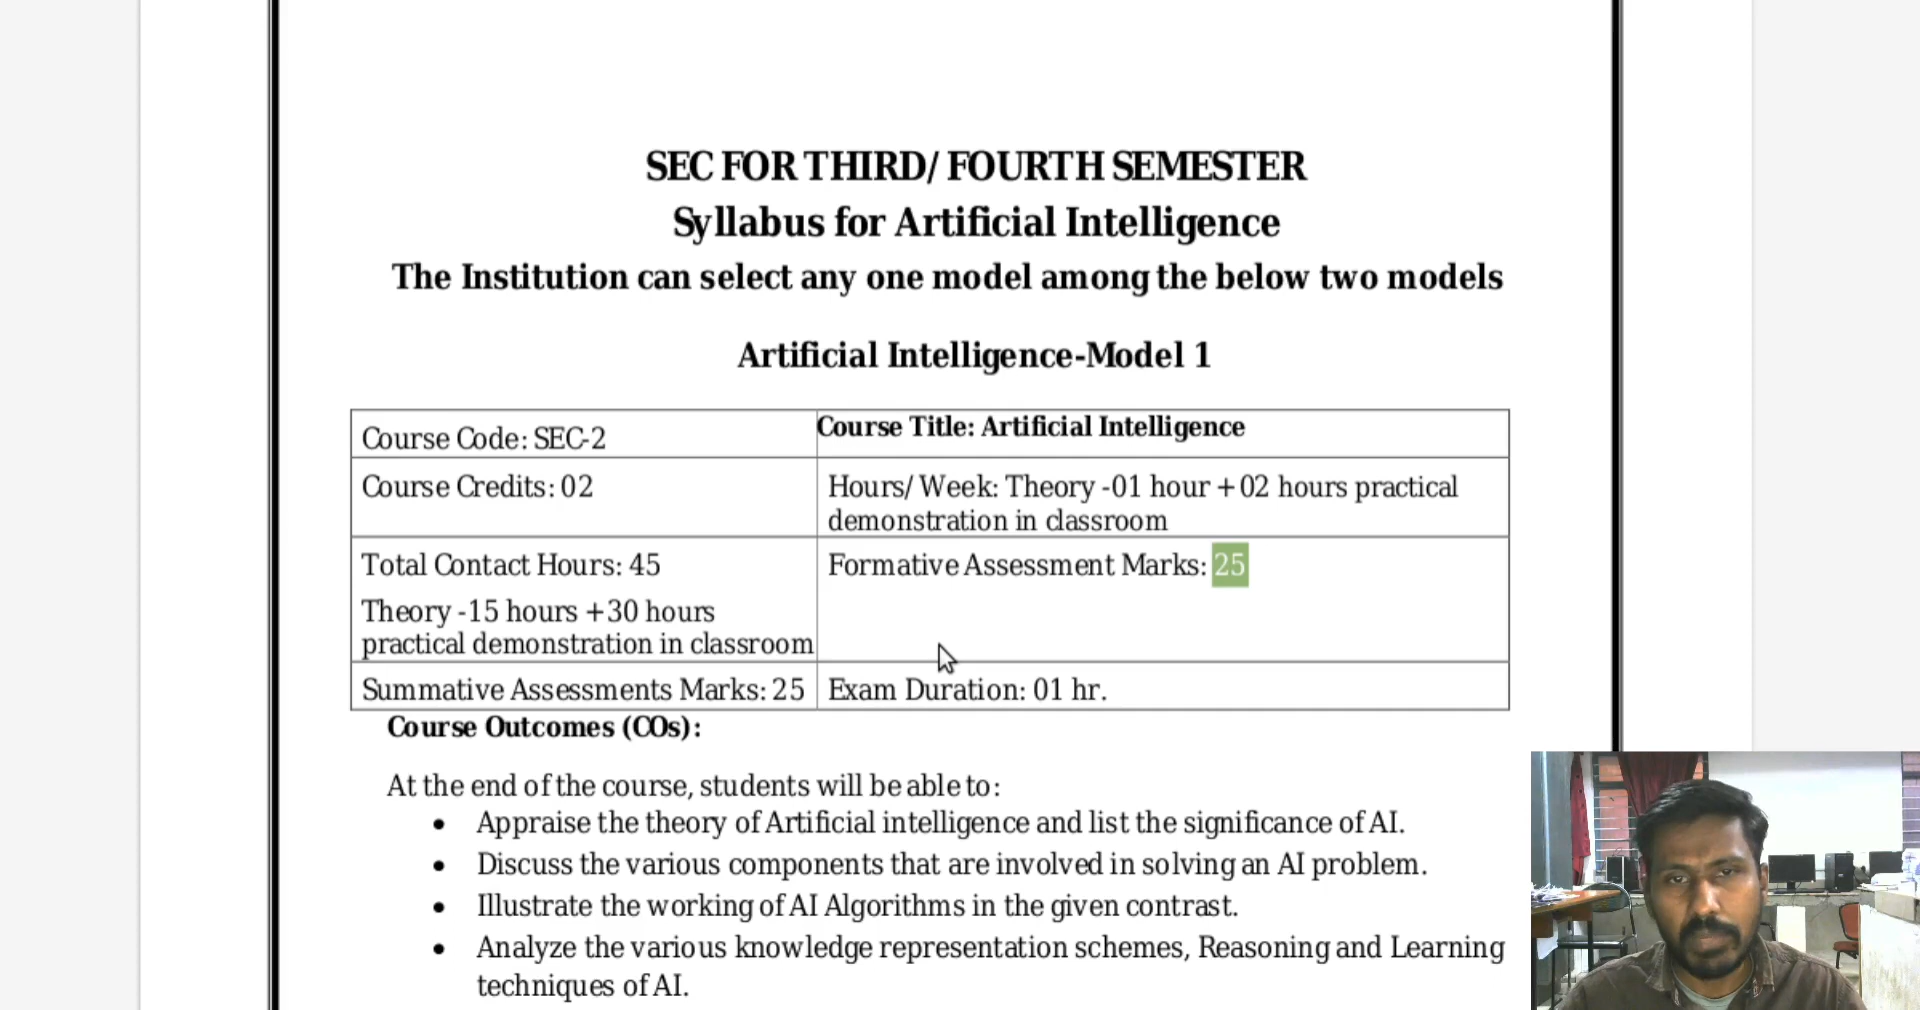 SEC FOR THIRD/ FOURTH SEMESTER
Syllabus for Artificial Intelligence
The Institution can select any one model among the below two models
Artificial Intelligence-Model 1
Course Code: SEC-2
Course Title: Artificial Intelligence
Course Credits: 02
Hours/ Week: Theory -01 hour + 02 hours practical
demonstration in classroom
Total Contact Hours: 45
Theory -15 hours + 30 hours
practical demonstration in classroom
Formative Assessment Marks: 25
Summative Assessments Marks: 25
Exam Duration: 01 hr.
Course Outcomes (COs):
At the end of the course, students will be able to:
• Appraise the theory of Artificial intelligence and list the significance of AI.
• Discuss the various components that are involved in solving an AI problem.
• Illustrate the working of AI Algorithms in the given contrast.
• Analyze the various knowledge representation schemes, Reasoning and Learning
techniques of AI.